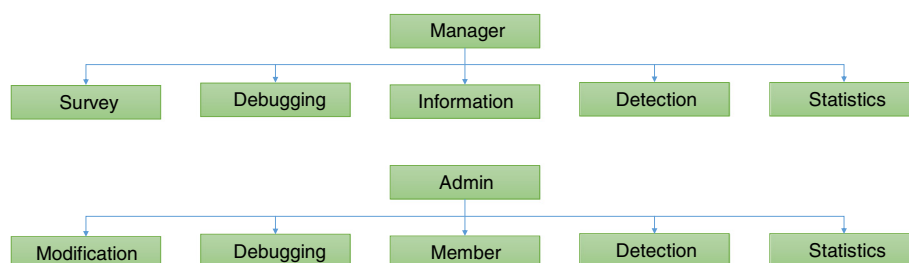 Manager
Survey Debugging Information Detection Statistics
Admin
Modification Debugging Member Detection Statistics